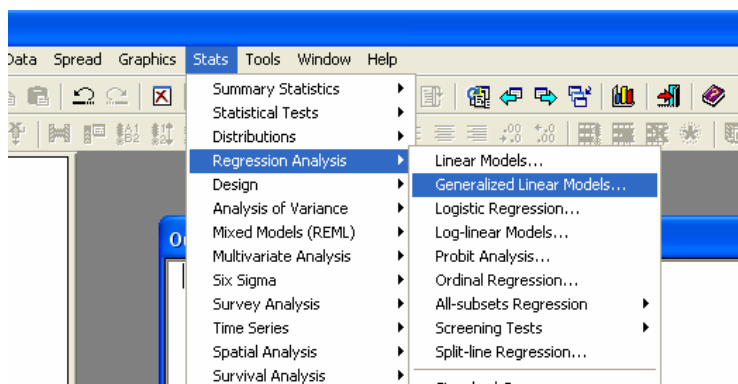 Data Spread Graphics Stats Tools Window Help
Summary Statistics
Statistical Tests
Distributions
Regression Analysis
Design
Analysis of Variance
Mixed Models (REML)
Multivariate Analysis
Six Sigma
Survey Analysis
Time Series
Spatial Analysis
Survival Analysis
Linear Models...
Generalized Linear Models...
Logistic Regression...
Log-linear Models...
Probit Analysis...
Ordinal Regression...
All-subsets Regression
Screening Tests
Split-line Regression...